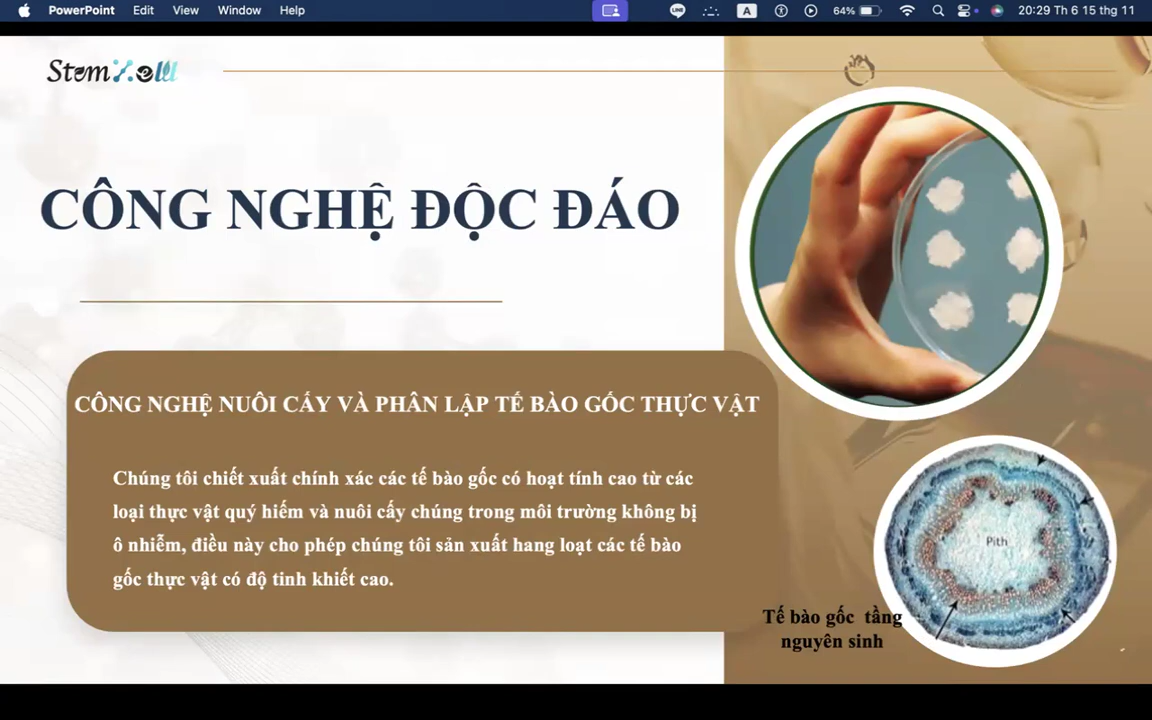 PowerPoint Edit View Window Help
A 64% 20:29 Th 6 15 thg 11
CÔNG NGHỆ ĐỘC ĐÁO
CÔNG NGHỆ NUÔI CẤY VÀ PHÂN LẬP TẾ BÀO GỐC THỰC VẬT
Chúng tôi chiết xuất chính xác các tế bào gốc có hoạt tính cao từ các
loại thực vật quý hiếm và nuôi cấy chúng trong môi trường không bị
ô nhiễm, điều này cho phép chúng tôi sản xuất hang loạt các tế bào
gốc thực vật có độ tinh khiết cao.
Pith
Tế bào gốc tầng
nguyên sinh